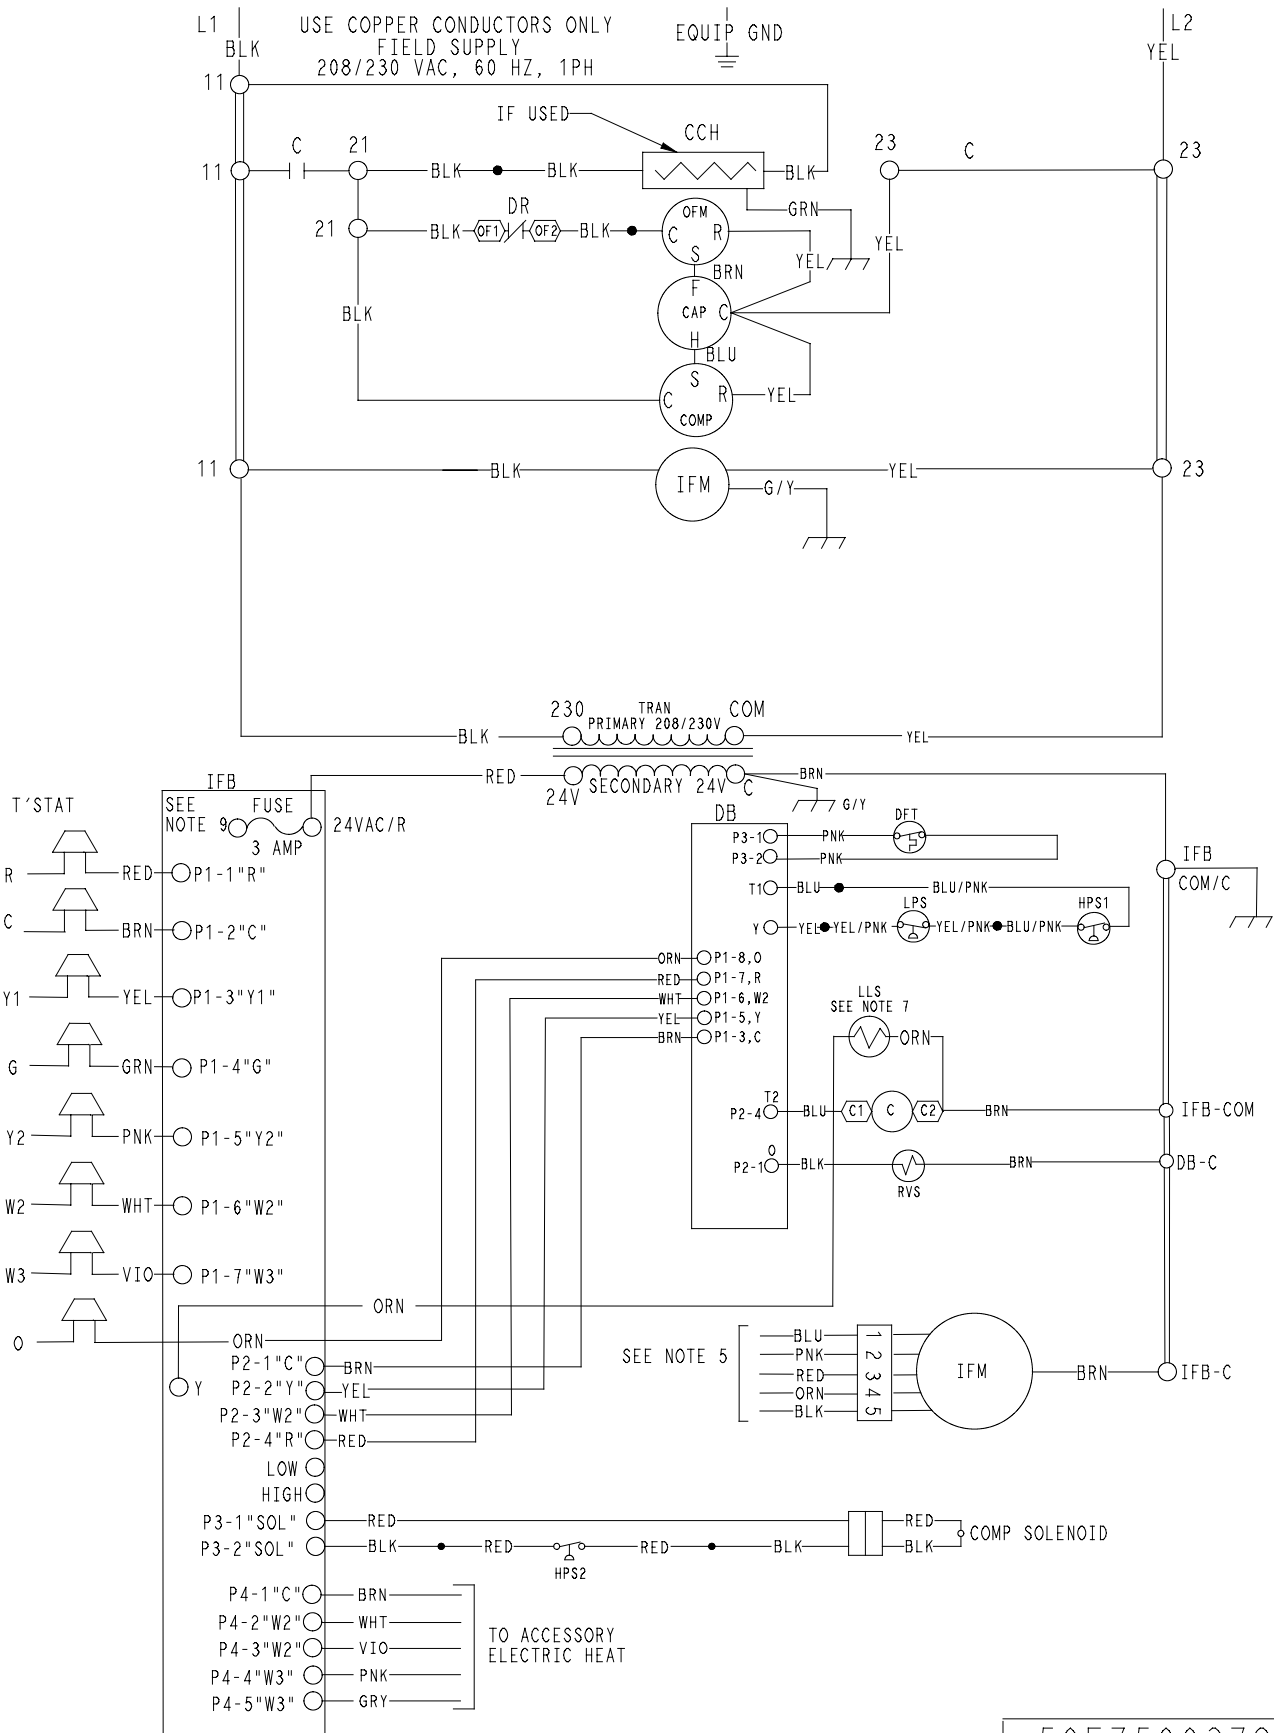 L1
USE COPPER CONDUCTORS ONLY
EQUIP GND
L2
BLK
FIELD SUPPLY
YEL
208/230 VAC, 60 HZ, 1PH
11
IF USED
CCH
C
21
23
C
23
11
BLK
BLK
BLK
DR
OFM
GRN
21
BLK
OF1
OF2
BLK
C
R
YEL
S
BRN
YEL
F
BLK
CAP
C
H
BLU
S
C
R
YEL
COMP
11
BLK
YEL
23
IFM
G/Y
230
TRAN
COM
PRIMARY 208/230V
BLK
YEL
RED
SECONDARY
24V
C
BRN
24V
G/Y
IFB
T'STAT
SEE
FUSE
NOTE 9
24VAC/R
3 AMP
DB
DFT
P3-1
PNK
P3-2
PNK
IFB
R
RED
P1-1"R"
T1
BLU
BLU/PNK
COM/C
C
BRN
P1-2"C"
LPS
HPS1
Y
YEL
YEL/PNK
YEL/PNK
BLU/PNK
ORN
P1-8,O
RED
P1-7,R
Y1
YEL
P1-3"Y1"
WHT
P1-6,W2
LLS
SEE NOTE 7
YEL
P1-5,Y
BRN
P1-3,C
ORN
G
GRN
P1-4"G"
T2
P2-4
BLU
C1
C
C2
BRN
IFB-COM
Y2
PNK
P1-5"Y2"
O
P2-1
BLK
BRN
DB-C
RVS
W2
WHT
P1-6"W2"
W3
VIO
P1-7"W3"
ORN
O
ORN
BLU
1
SEE NOTE 5
PNK
2
P2-1"C"
BRN
RED
3
IFM
BRN
IFB-C
Y
P2-2"Y"
YEL
ORN
4
P2-3"W2"
WHT
BLK
5
P2-4"R"
RED
LOW
HIGH
P3-1"SOL"
RED
RED
COMP SOLENOID
P3-2"SOL"
BLK
RED
RED
BLK
BLK
HPS2
P4-1"C"
BRN
P4-2"W2"
WHT
TO ACCESSORY
P4-3"W2"
VIO
ELECTRIC HEAT
P4-4"W3"
PNK
P4-5"W3"
GRY